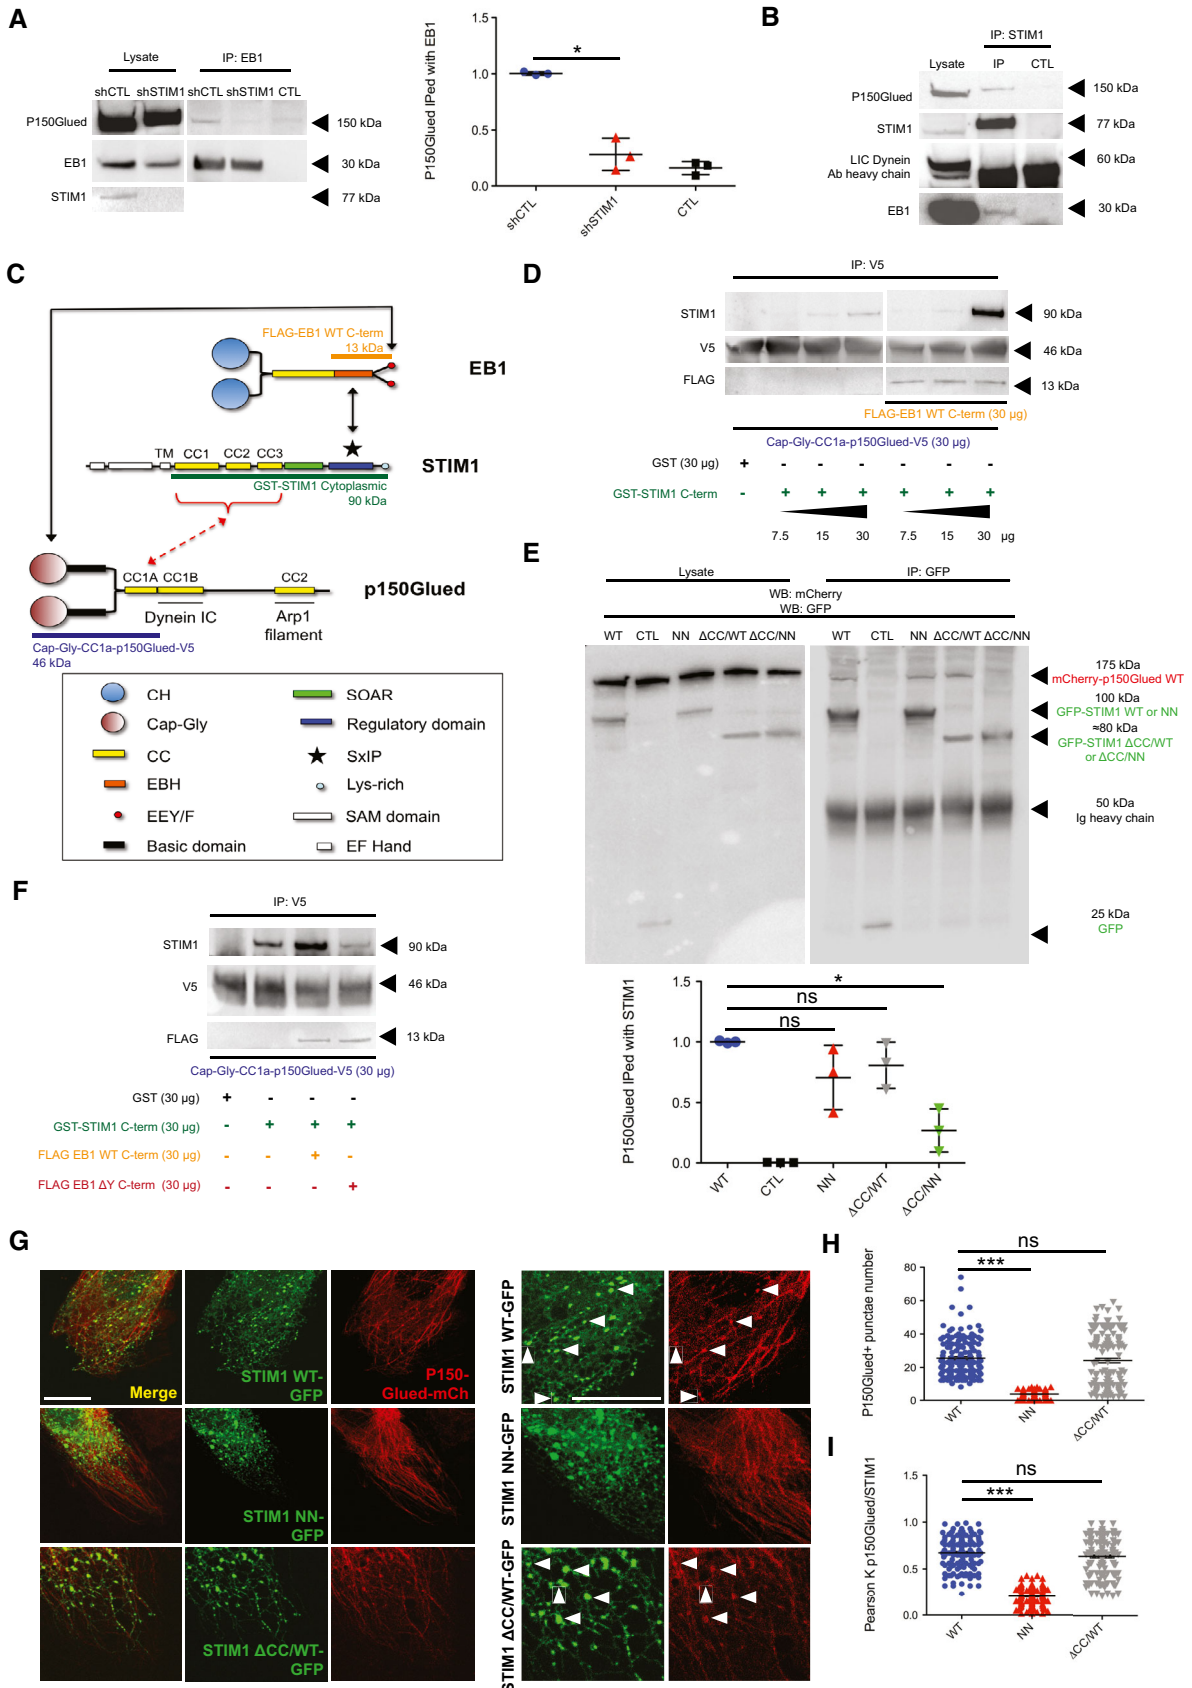 A
Lysate
IP: EB1
shCTL shSTIM1 shCTL shSTIM1 CTL
P150Glued
150 kDa
EB1
30 kDa
STIM1
77 kDa
P150Glued IPed with EB1
1.5
1.0
0.5
0.0
*
shCTL
shSTIM1
CTL
B
IP: STIM1
Lysate IP CTL
P150Glued
150 kDa
STIM1
77 kDa
LIC Dynein
Ab heavy chain
60 kDa
EB1
30 kDa
C
FLAG-EB1 WT C-term
13 kDa
EB1
TM CC1 CC2 CC3
STIM1
GST-STIM1 Cytoplasmic
90 kDa
CC1A CC1B CC2
p150Glued
Dynein IC
Arp1
filament
Cap-Gly-CC1a-p150Glued-V5
46 kDa
CH
SOAR
Cap-Gly
Regulatory domain
CC
SxIP
EBH
Lys-rich
EEY/F
SAM domain
Basic domain
EF Hand
D
IP: V5
STIM1
90 kDa
V5
46 kDa
FLAG
13 kDa
FLAG-EB1 WT C-term (30 µg)
Cap-Gly-CC1a-p150Glued-V5 (30 µg)
GST (30 µg) + - - - - - -
GST-STIM1 C-term - + + + + + +
7.5 15 30 7.5 15 30 µg
E
Lysate
IP: GFP
WB: mCherry
WB: GFP
WT CTL NN ΔCC/WT ΔCC/NN WT CTL NN ΔCC/WT ΔCC/NN
175 kDa
mCherry-p150Glued WT
100 kDa
GFP-STIM1 WT or NN
≈80 kDa
GFP-STIM1 ΔCC/WT
or ΔCC/NN
50 kDa
Ig heavy chain
25 kDa
GFP
P150Glued IPed with STIM1
1.5
1.0
0.5
0.0
*
ns
ns
WT
CTL
NN
ΔCC/WT
ΔCC/NN
F
IP: V5
STIM1
90 kDa
V5
46 kDa
FLAG
13 kDa
Cap-Gly-CC1a-p150Glued-V5 (30 µg)
GST (30 µg) + - - -
GST-STIM1 C-term (30 µg) - + + +
FLAG EB1 WT C-term (30 µg) - - + -
FLAG EB1 ΔY C-term (30 µg) - - - +
G
Merge
STIM1 WT-
GFP
P150-
Glued-mCh
STIM1 NN-
GFP
STIM1 ΔCC/WT-
GFP
STIM1 WT-GFP
STIM1 NN-GFP
STIM1 ΔCC/WT-GFP
H
P150Glued+ punctae number
80
60
40
20
0
ns
***
WT
NN
ΔCC/WT
I
Pearson K p150Glued/STIM1
1.5
1.0
0.5
0.0
ns
***
WT
NN
ΔCC/WT